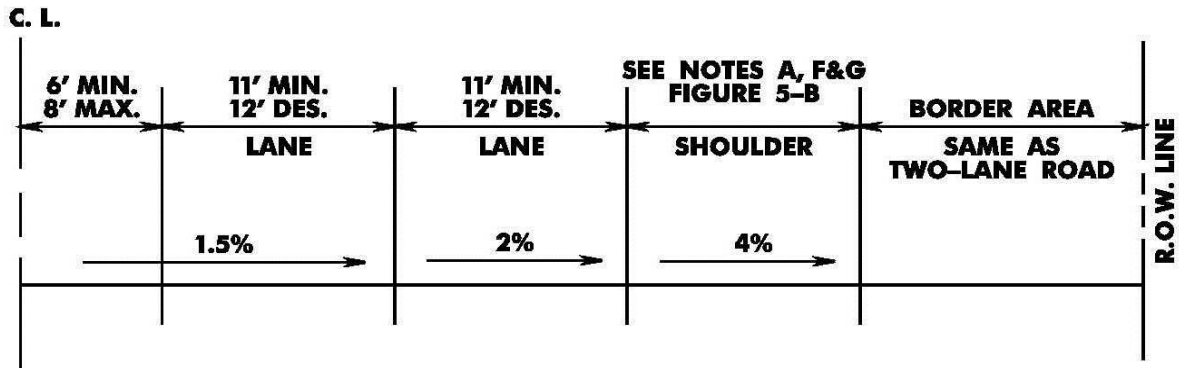 C. L.
6' MIN.
8' MAX.
11' MIN.
12' DES.
LANE
11' MIN.
12' DES.
LANE
SEE NOTES A, F&G
FIGURE 5–B
SHOULDER
BORDER AREA
SAME AS
TWO–LANE ROAD
R.O.W. LINE
1.5%
2%
4%